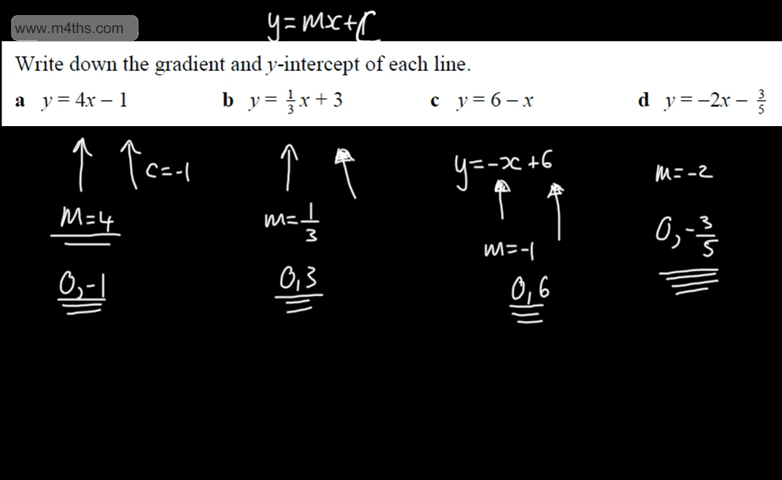 www.m4ths.com
y = mx + c
Write down the gradient and y-intercept of each line.
a y = 4x − 1 b y = 1/3 x + 3 c y = 6 − x d y = −2x − 3/5
c = -1
M = 4
0, -1
m = 1/3
0, 3
y = -x + 6
m = -1
0, 6
m = -2
0, -3/5